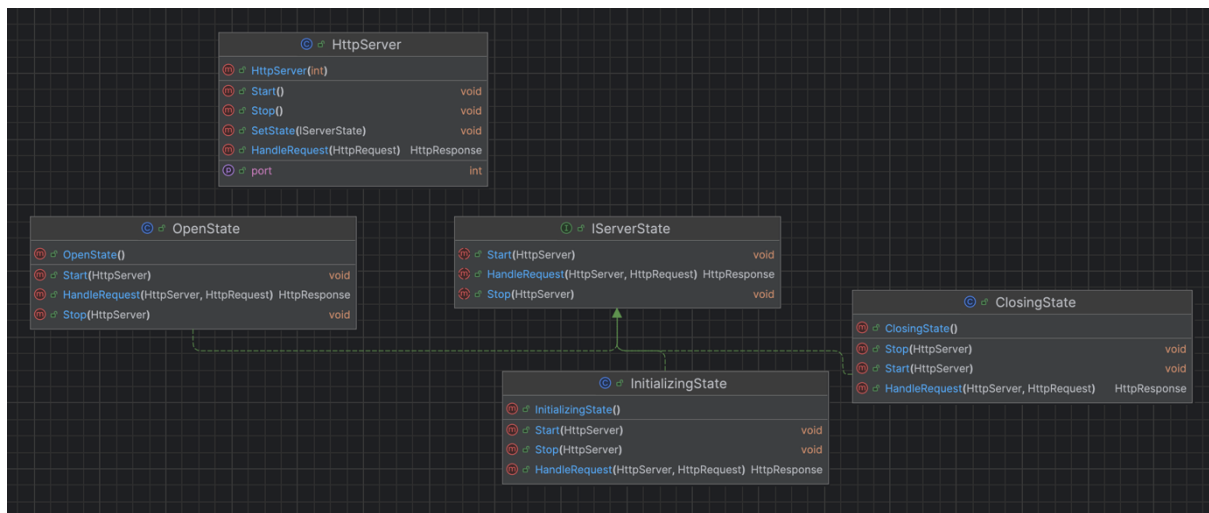 HttpServer
HttpServer(int)
Start() void
Stop() void
SetState(IServerState) void
HandleRequest(HttpRequest) HttpResponse
port int
OpenState
OpenState()
Start(HttpServer) void
HandleRequest(HttpServer, HttpRequest) HttpResponse
Stop(HttpServer) void
IServerState
Start(HttpServer) void
HandleRequest(HttpServer, HttpRequest) HttpResponse
Stop(HttpServer) void
ClosingState
ClosingState()
Stop(HttpServer) void
Start(HttpServer) void
HandleRequest(HttpServer, HttpRequest) HttpResponse
InitializingState
InitializingState()
Start(HttpServer) void
Stop(HttpServer) void
HandleRequest(HttpServer, HttpRequest) HttpResponse